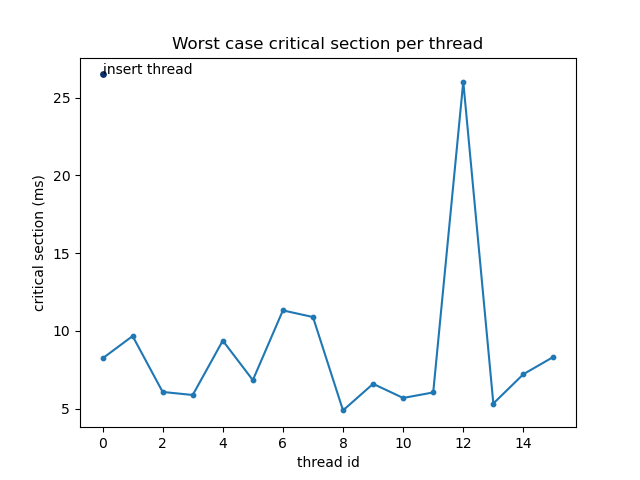 Worst case critical section per thread
insert thread
25
20
15
10
5
critical section (ms)
0 2 4 6 8 10 12 14
thread id